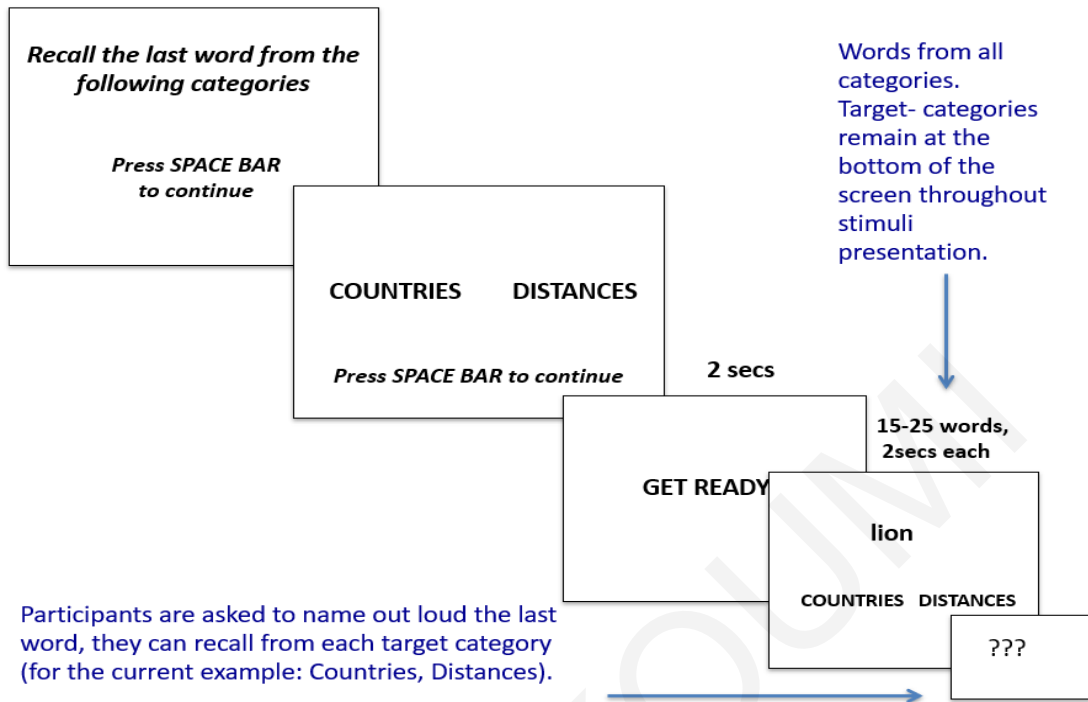 Recall the last word from the
following categories
Press SPACE BAR
to continue
Words from all
categories.
Target- categories
remain at the
bottom of the
screen throughout
stimuli
presentation.
COUNTRIES DISTANCES
Press SPACE BAR to continue
2 secs
15-25 words,
2secs each
GET READY
lion
COUNTRIES DISTANCES
Participants are asked to name out loud the last
word, they can recall from each target category
(for the current example: Countries, Distances).
???